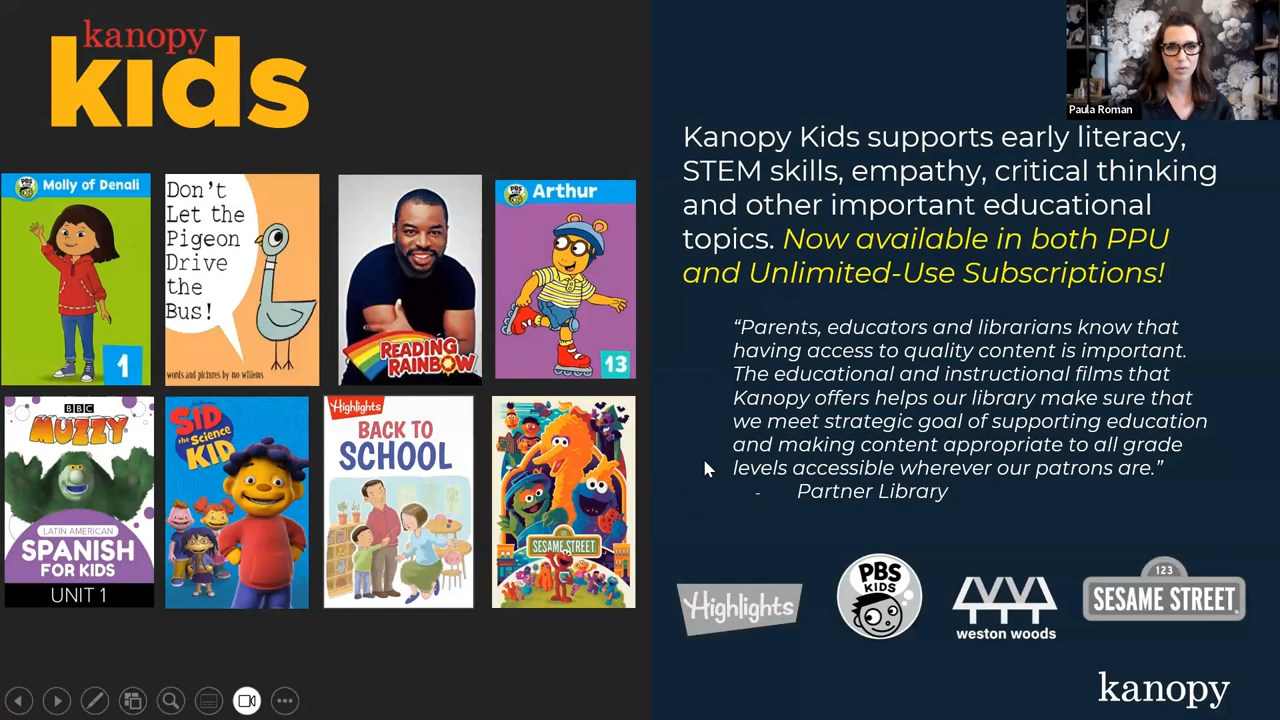 kanopy
kids
PBS KIDS
Molly of Denali
1
Don't
Let the
Pigeon
Drive
the
Bus!
words and pictures by mo willems
READING
RAINBOW
PBS KIDS
Arthur
13
BBC
MUZZY
LATIN AMERICAN
SPANISH
FOR KIDS
UNIT 1
SID
the Science
KID
Highlights
BACK TO
SCHOOL
SESAME STREET
Paula Roman
Kanopy Kids supports early literacy,
STEM skills, empathy, critical thinking
and other important educational
topics. Now available in both PPU
and Unlimited-Use Subscriptions!
“Parents, educators and librarians know that
having access to quality content is important.
The educational and instructional films that
Kanopy offers helps our library make sure that
we meet strategic goal of supporting education
and making content appropriate to all grade
levels accessible wherever our patrons are.”
- Partner Library
Highlights
PBS
KIDS
weston woods
123
SESAME STREET
kanopy